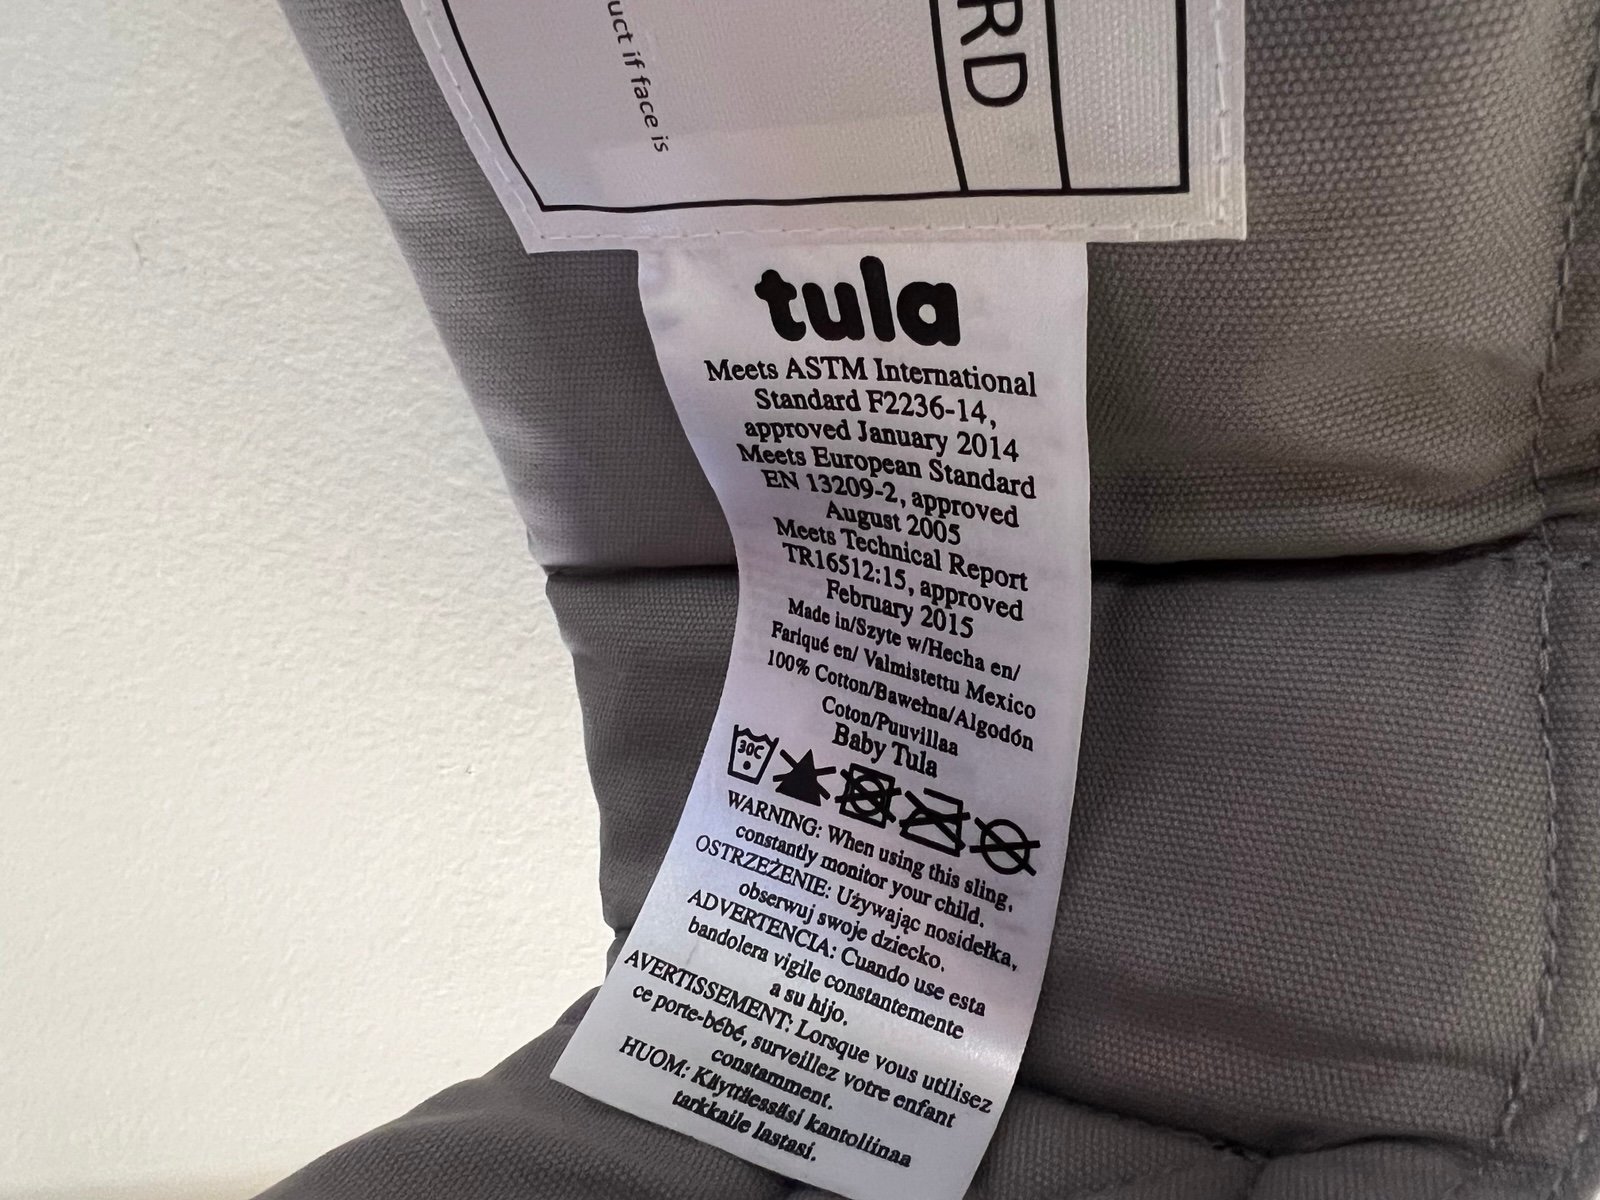 uct if face is
RD
tula
Meets ASTM International
Standard F2236-14,
approved January 2014
Meets European Standard
EN 13209-2, approved
August 2005
Meets Technical Report
TR16512:15, approved
February 2015
Made in/Szyte w/Hecha en/
Fariqué en/ Valmistettu Mexico
100% Cotton/Bawełna/Algodón
Coton/Puuvillaa
Baby Tula
30C
WARNING: When using this sling,
constantly monitor your child.
OSTRZEŻENIE: Używając nosidełka,
obserwuj swoje dziecko.
ADVERTENCIA: Cuando use esta
bandolera vigile constantemente
a su hijo.
AVERTISSEMENT: Lorsque vous utilisez
ce porte-bébé, surveillez votre enfant
constamment.
HUOM: Käyttäessäsi kantoliinaa
tarkkaile lastasi.